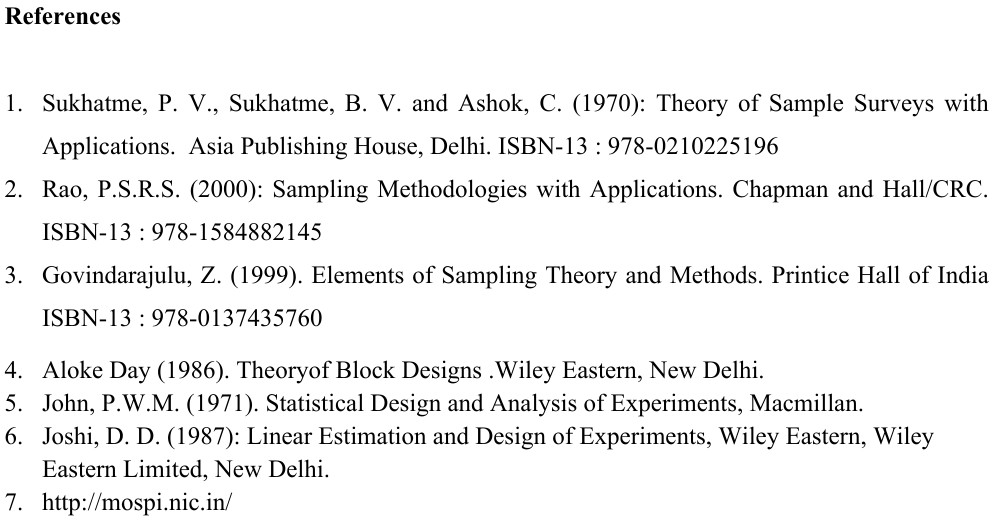 References
1. Sukhatme, P. V., Sukhatme, B. V. and Ashok, C. (1970): Theory of Sample Surveys with
Applications.  Asia Publishing House, Delhi. ISBN-13 : 978-0210225196
2. Rao, P.S.R.S. (2000): Sampling Methodologies with Applications. Chapman and Hall/CRC.
ISBN-13 : 978-1584882145
3. Govindarajulu, Z. (1999). Elements of Sampling Theory and Methods. Printice Hall of India
ISBN-13 : 978-0137435760
4. Aloke Day (1986). Theoryof Block Designs .Wiley Eastern, New Delhi.
5. John, P.W.M. (1971). Statistical Design and Analysis of Experiments, Macmillan.
6. Joshi, D. D. (1987): Linear Estimation and Design of Experiments, Wiley Eastern, Wiley
Eastern Limited, New Delhi.
7. http://mospi.nic.in/